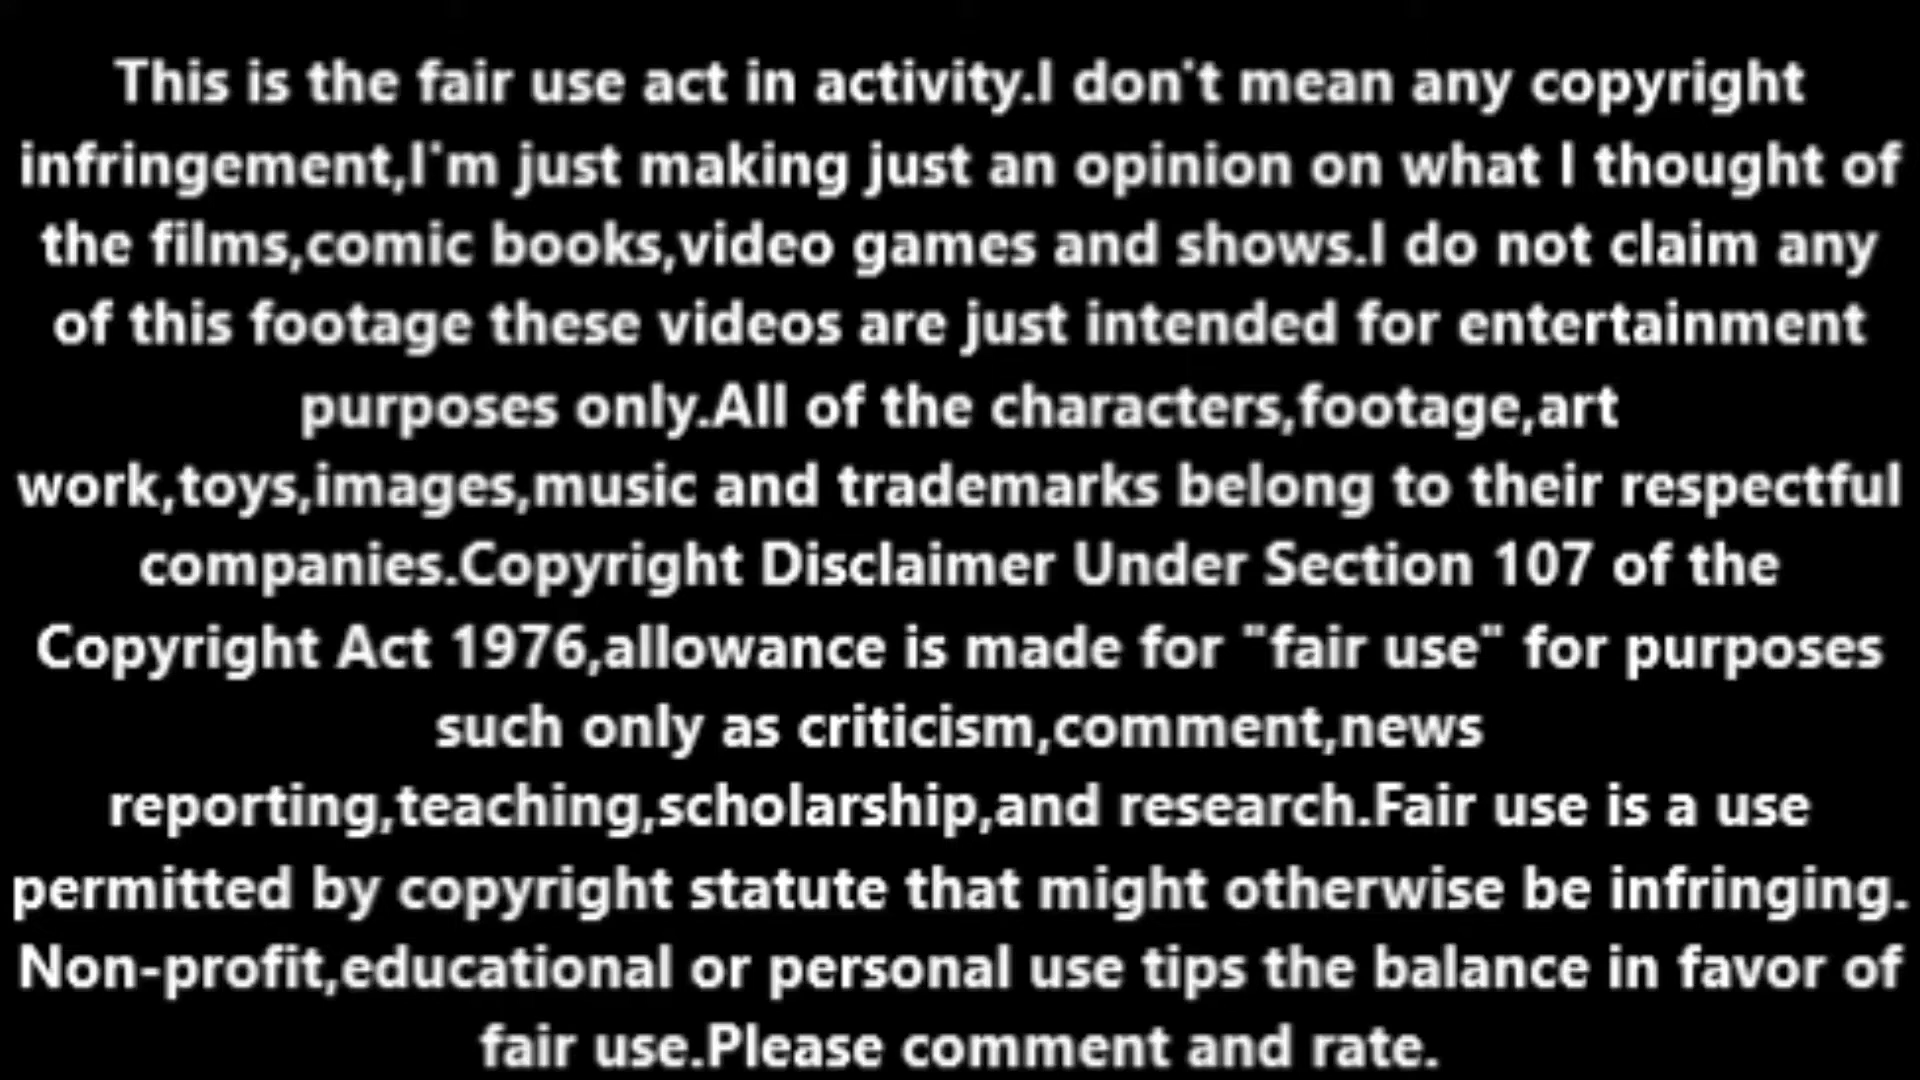 This is the fair use act in activity.I don't mean any copyright
infringement,I'm just making just an opinion on what I thought of
the films,comic books,video games and shows.I do not claim any
of this footage these videos are just intended for entertainment
purposes only.All of the characters,footage,art
work,toys,images,music and trademarks belong to their respectful
companies.Copyright Disclaimer Under Section 107 of the
Copyright Act 1976,allowance is made for "fair use" for purposes
such only as criticism,comment,news
reporting,teaching,scholarship,and research.Fair use is a use
permitted by copyright statute that might otherwise be infringing.
Non-profit,educational or personal use tips the balance in favor of
fair use.Please comment and rate.